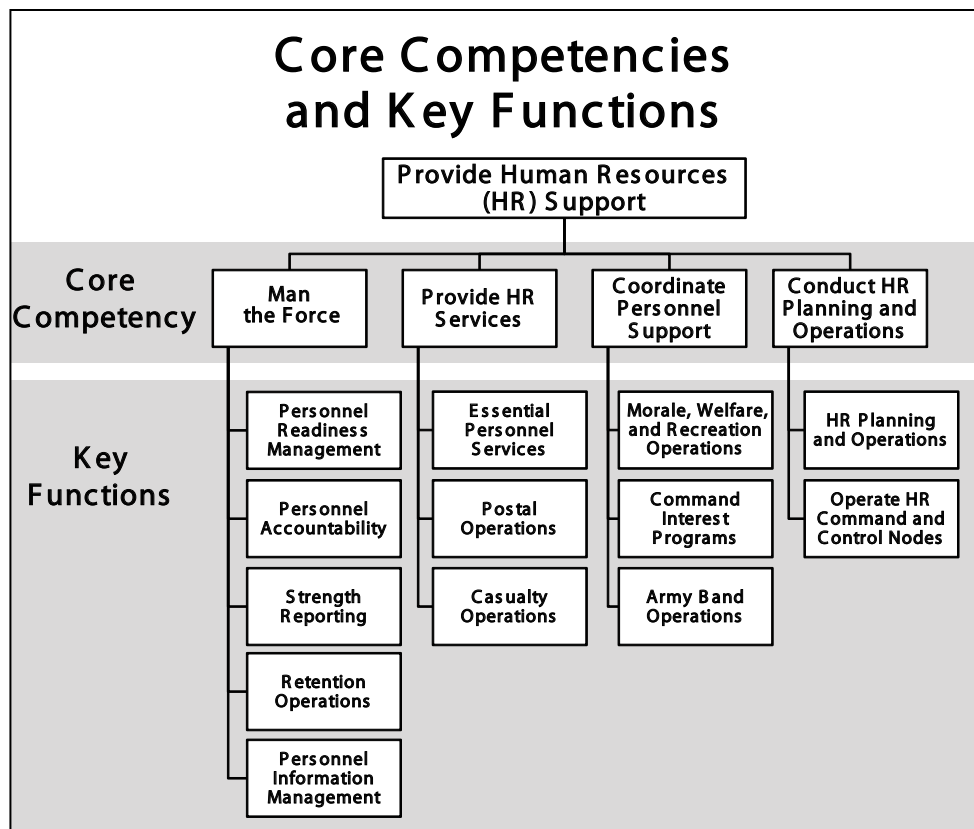 Core Competencies
and Key Functions
Provide Human Resources
(HR) Support
Core
Competency
Man
the Force
Provide HR
Services
Coordinate
Personnel
Support
Conduct HR
Planning and
Operations
Key
Functions
Personnel
Readiness
Management
Personnel
Accountability
Strength
Reporting
Retention
Operations
Personnel
Information
Management
Essential
Personnel
Services
Postal
Operations
Casualty
Operations
Morale, Welfare,
and Recreation
Operations
Command
Interest
Programs
Army Band
Operations
HR Planning
and Operations
Operate HR
Command and
Control Nodes